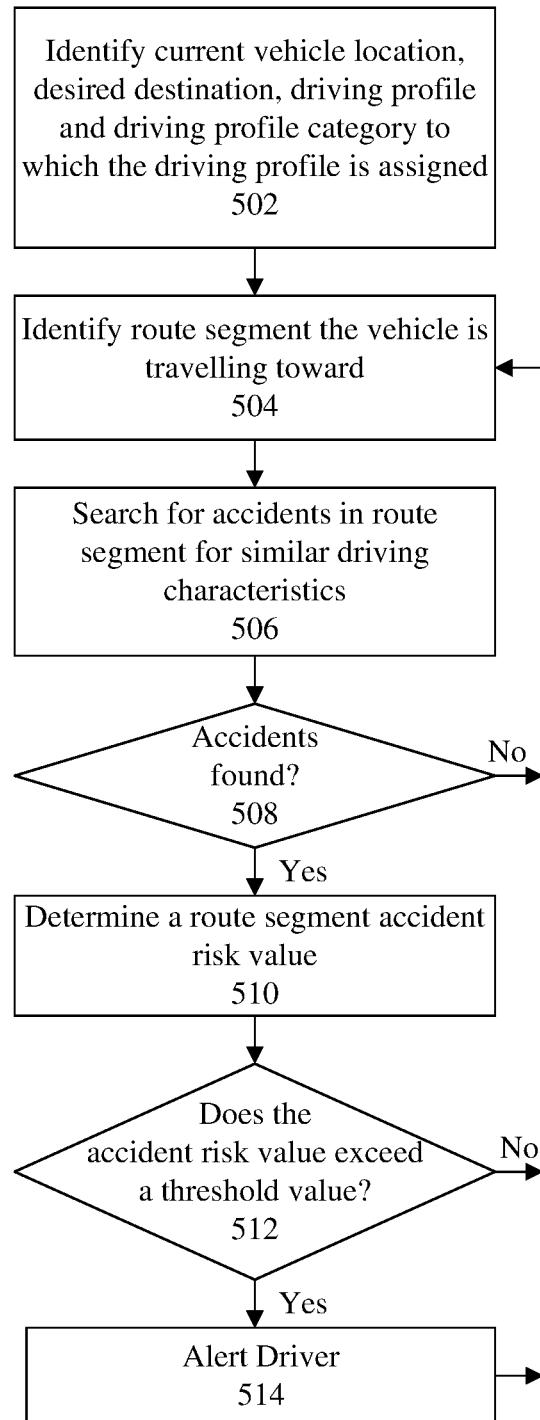 Identify current vehicle location,
desired destination, driving profile
and driving profile category to
which the driving profile is assigned
502
Identify route segment the vehicle is
travelling toward
504
Search for accidents in route
segment for similar driving
characteristics
506
Accidents
found?
508
No
Yes
Determine a route segment accident
risk value
510
Does the
accident risk value exceed
a threshold value?
512
No
Yes
Alert Driver
514